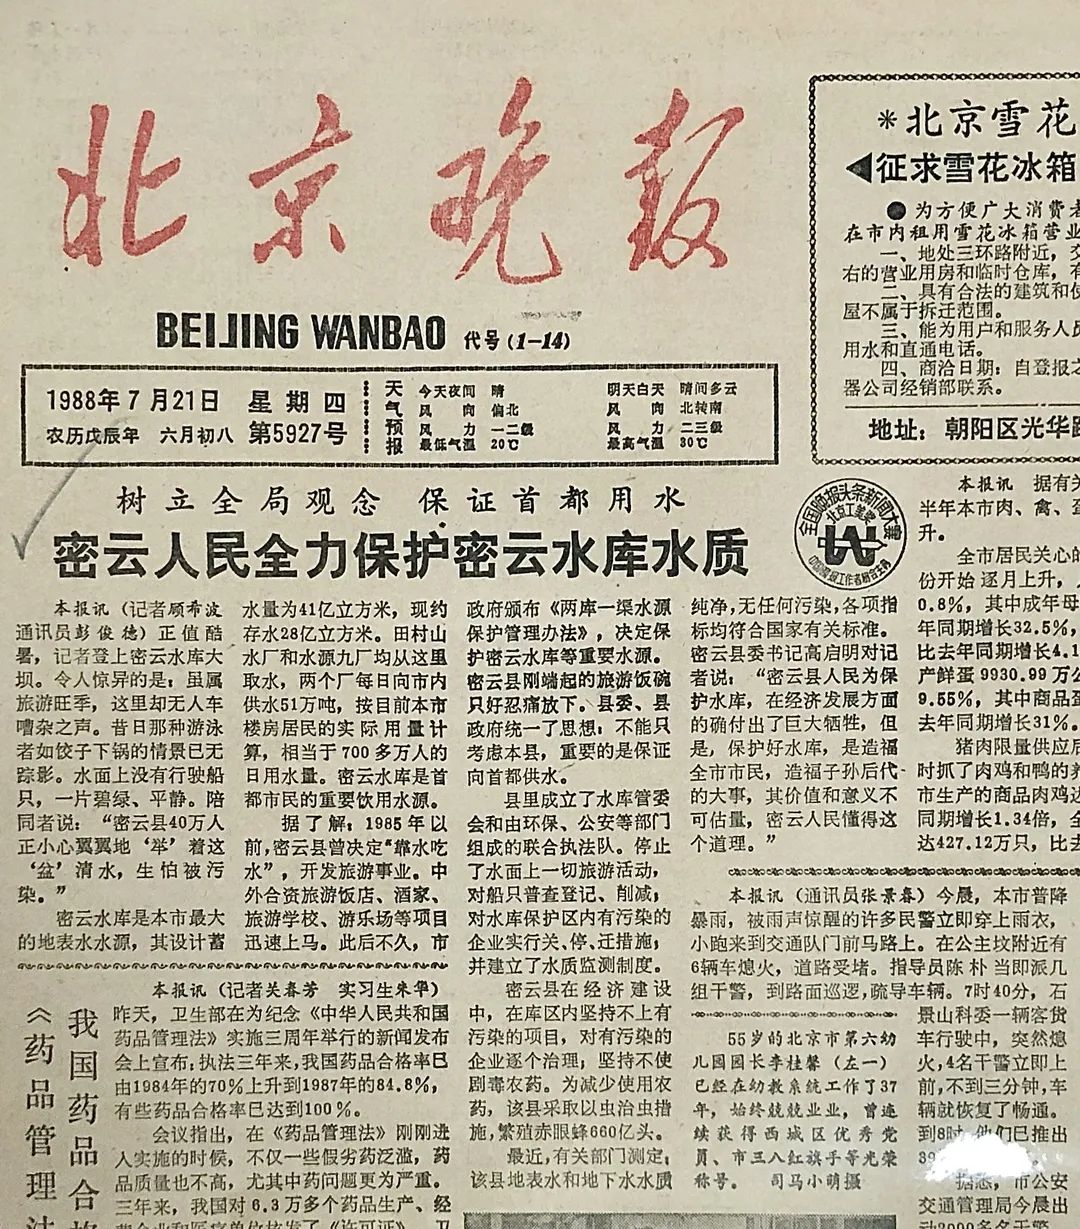 北京晚报
BEIJING WANBAO 代号(1-14)
1988年7月21日 星期四
农历戊辰年 六月初八 第5927号
天气预报
今天夜间 晴
风向 偏北
风力 一二级
最低气温 20℃
明天白天 晴间多云
风向 北转南
风力 二三级
最高气温 30℃
*北京雪花
◀征求雪花冰箱
●为方便广大消费者
在市内租用雪花冰箱营业
一、地处三环路附近，交
右的营业用房和临时仓库，有
二、具有合法的建筑和使
屋不属于拆迁范围。
三、能为用户和服务人员
用水和直通电话。
四、商洽日期：自登报之
器公司经销部联系。
地址：朝阳区光华路
树立全局观念 保证首都用水
密云人民全力保护密云水库水质
全国晚报头条新闻大赛
本报讯（记者顾希波
通讯员彭俊德）正值酷
暑，记者登上密云水库大
坝。令人惊异的是：虽属
旅游旺季，这里却无人车
嘈杂之声。昔日那种游泳
者如饺子下锅的情景已无
踪影。水面上没有行驶船
只，一片碧绿、平静。陪
同者说：“密云县40万人
正小心翼翼地‘举’着这
‘盆’清水，生怕被污
染。”
密云水库是本市最大
的地表水水源，其设计蓄
水量为41亿立方米，现约
存水28亿立方米。田村山
水厂和水源九厂均从这里
取水，两个厂每日向市内
供水51万吨，按目前本市
楼房居民的实际用量计
算，相当于700多万人的
日用水量。密云水库是首
都市民的重要饮用水源。
据了解：1985年以
前，密云县曾决定“靠水吃
水”，开发旅游事业。中
外合资旅游饭店、酒家、
旅游学校、游乐场等项目
迅速上马。此后不久，市
政府颁布《两库一渠水源
保护管理办法》，决定保
护密云水库等重要水源。
密云县刚端起的旅游饭碗
只好忍痛放下。县委、县
政府统一了思想：不能只
考虑本县，重要的是保证
向首都供水。
县里成立了水库管委
会和由环保、公安等部门
组成的联合执法队。停止
了水面上一切旅游活动，
对船只普查登记、削减；
对水库保护区内有污染的
企业实行关、停、迁措施；
并建立了水质监测制度。
密云县在经济建设
中，在库区内坚持不上有
污染的项目，对有污染的
企业逐个治理，坚持不使
剧毒农药。为减少使用农
药，该县采取以虫治虫措
施，繁殖赤眼蜂660亿头。
最近，有关部门测定：
该县地表水和地下水水质
纯净，无任何污染，各项指
标均符合国家有关标准。
密云县委书记高启明对记
者说：“密云县人民为保
护水库，在经济发展方面
的确付出了巨大牺牲，但
是，保护好水库，是造福
全市市民，造福子孙后代
的大事，其价值和意义不
可估量，密云人民懂得这
个道理。”
本报讯 据有关
半年本市肉、禽、蛋
升。
全市居民关心的
份开始逐月上升，
0.8%，其中成年母
年同期增长32.5%，
比去年同期增长4.1
产鲜蛋9930.99万公
9.55%，其中商品蛋
去年同期增长31%。
猪肉限量供应后
时抓了肉鸡和鸭的养
市生产的商品肉鸡达
同期增长1.34倍，全
达427.12万只，比去
本报讯（通讯员张景春）今晨，本市普降
暴雨，被雨声惊醒的许多民警立即穿上雨衣，
小跑来到交通队门前马路上。在公主坟附近有
6辆车熄火，道路受堵。指导员陈朴当即派几
组干警，到路面巡逻，疏导车辆。7时40分，石
景山科委一辆客货
车行驶中，突然熄
火，4名干警立即上
前，不到三分钟，车
辆就恢复了畅通。
到8时，他们已推出
据悉，市公安
交通管理局今晨出
动2000多名干警
55岁的北京市第六幼
儿园园长李桂馨（左一）
已经在幼教系统工作了37
年，始终兢兢业业，曾连
续获得西城区优秀党
员、市三八红旗手等光荣
称号。 司马小萌摄
我国药品合格
《药品管理法
本报讯（记者关春芳 实习生朱华）
昨天，卫生部在为纪念《中华人民共和国
药品管理法》实施三周年举行的新闻发布
会上宣布：执法三年来，我国药品合格率已
由1984年的70%上升到1987年的84.8%，
有些药品合格率已达到100%。
会议指出，在《药品管理法》刚刚进
入实施的时候，不仅一些假劣药泛滥，药
品质量也不高，尤其中药问题更为严重。
三年来，我国对6.3万多个药品生产、经